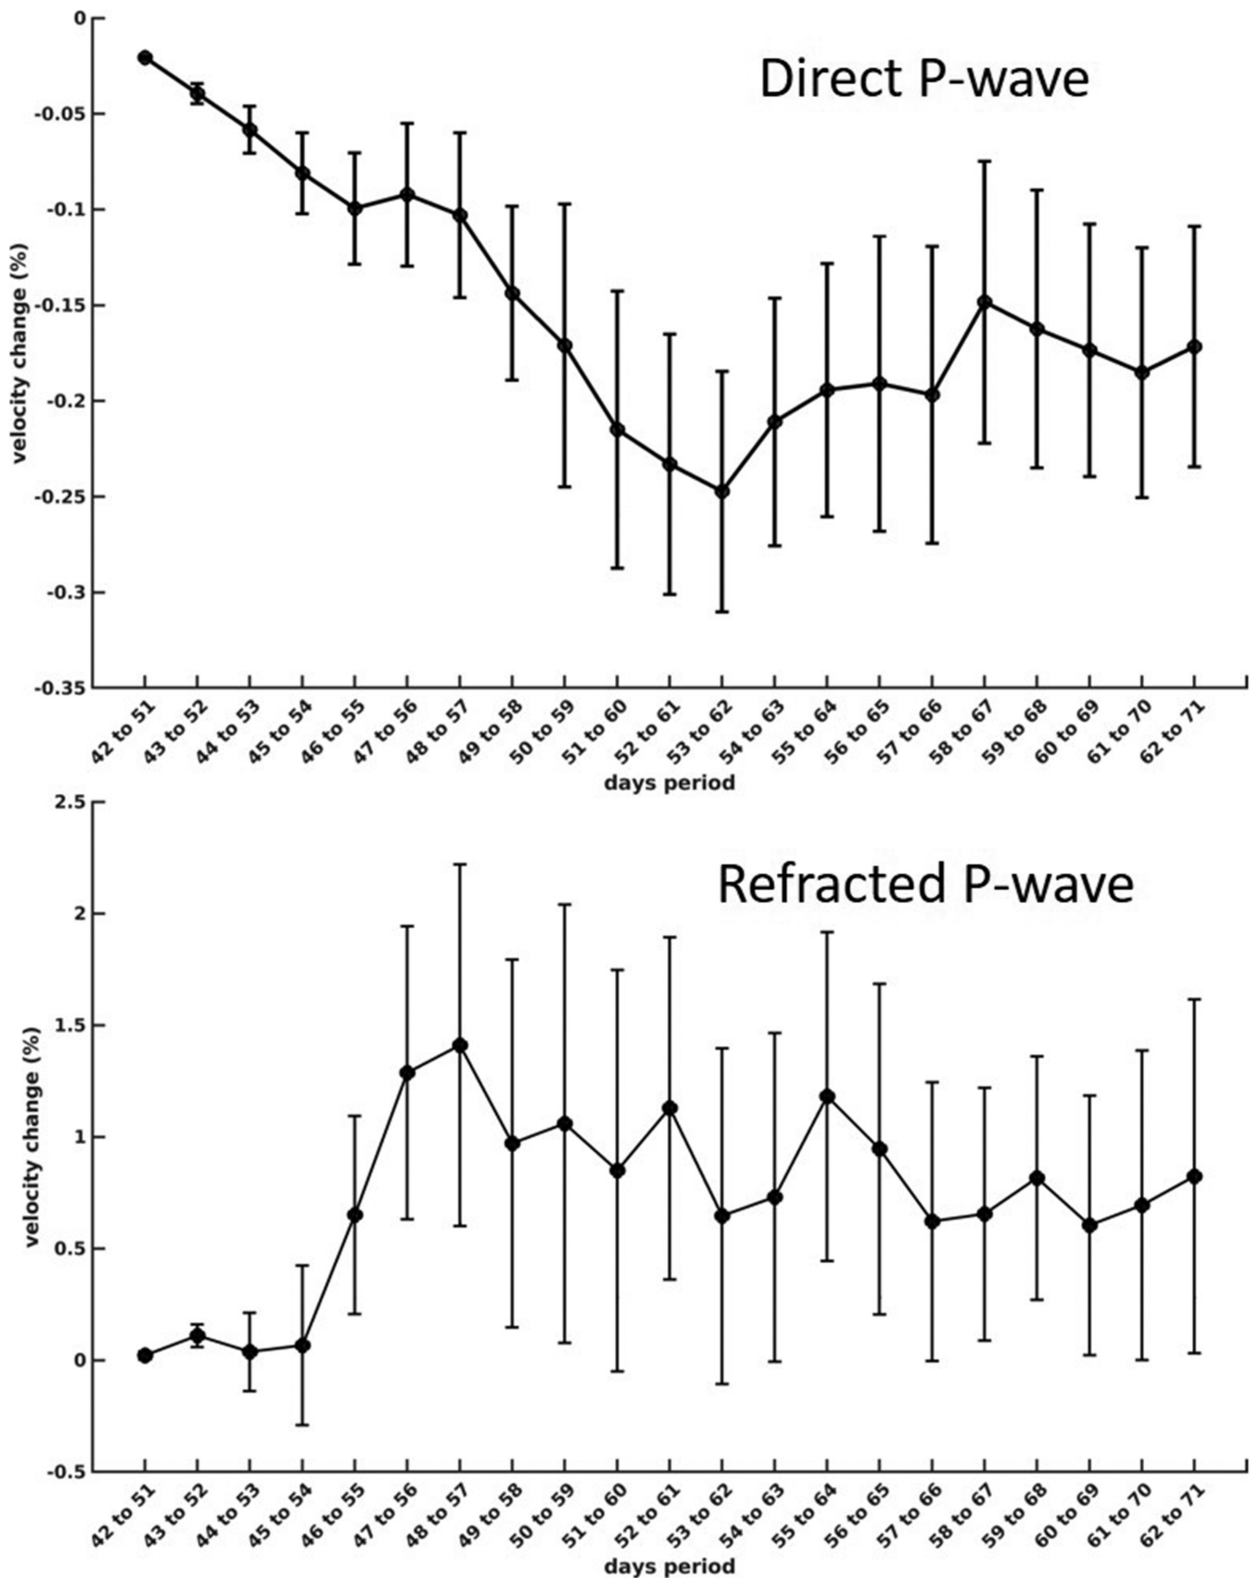 Direct P-wave
velocity change (%)
0
-0.05
-0.1
-0.15
-0.2
-0.25
-0.3
-0.35
42 to 51
43 to 52
44 to 53
45 to 54
46 to 55
47 to 56
48 to 57
49 to 58
50 to 59
51 to 60
52 to 61
53 to 62
54 to 63
55 to 64
56 to 65
57 to 66
58 to 67
59 to 68
60 to 69
61 to 70
62 to 71
days period
Refracted P-wave
velocity change (%)
2.5
2
1.5
1
0.5
0
-0.5
42 to 51
43 to 52
44 to 53
45 to 54
46 to 55
47 to 56
48 to 57
49 to 58
50 to 59
51 to 60
52 to 61
53 to 62
54 to 63
55 to 64
56 to 65
57 to 66
58 to 67
59 to 68
60 to 69
61 to 70
62 to 71
days period